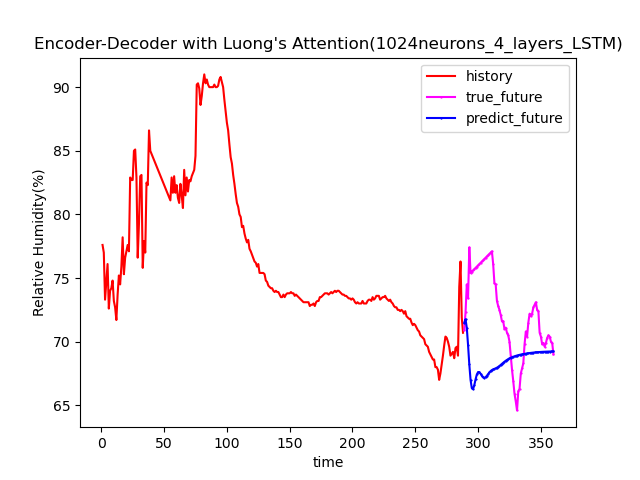 Encoder-Decoder with Luong's Attention(1024neurons_4_layers_LSTM)
history
true_future
predict_future
Relative Humidity(%)
90
85
80
75
70
65
0 50 100 150 200 250 300 350
time